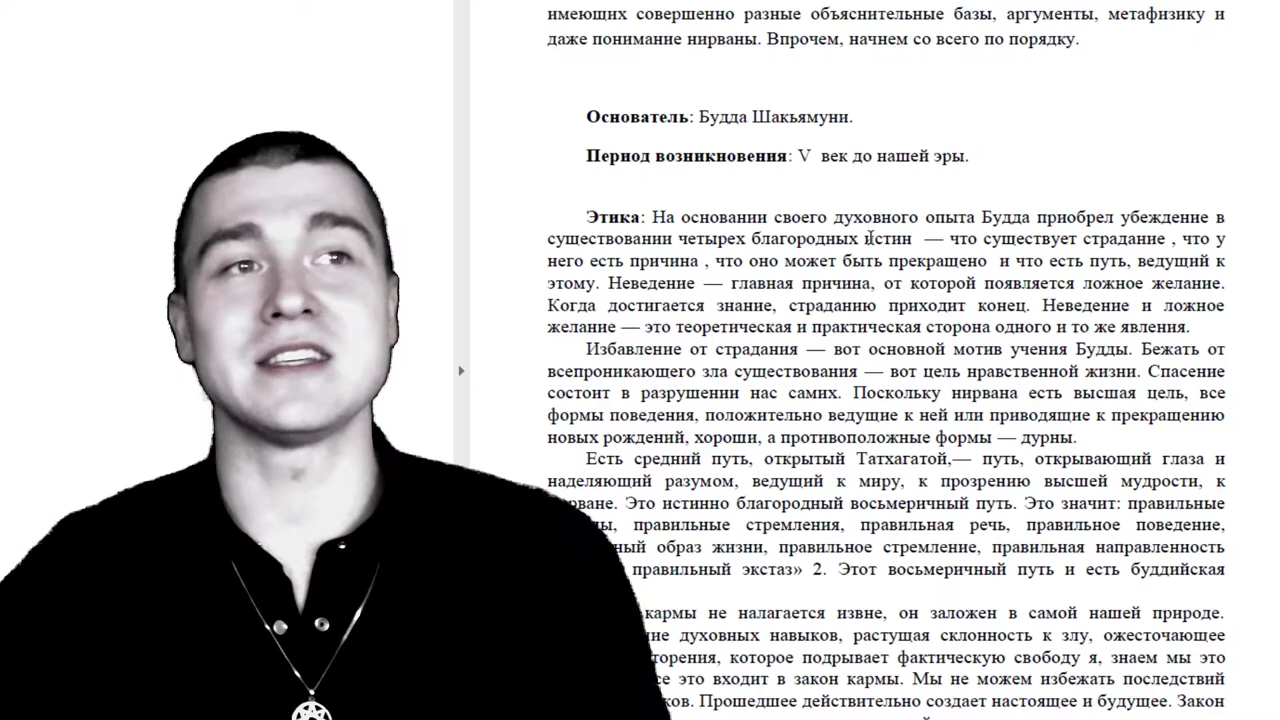 имеющих совершенно разные объяснительные базы, аргументы, метафизику и
даже понимание нирваны. Впрочем, начнем со всего по порядку.
Основатель: Будда Шакьямуни.
Период возникновения: V век до нашей эры.
Этика: На основании своего духовного опыта Будда приобрел убеждение в
существовании четырех благородных истин — что существует страдание , что у
него есть причина , что оно может быть прекращено и что есть путь, ведущий к
этому. Неведение — главная причина, от которой появляется ложное желание.
Когда достигается знание, страданию приходит конец. Неведение и ложное
желание — это теоретическая и практическая сторона одного и то же явления.
Избавление от страдания — вот основной мотив учения Будды. Бежать от
всепроникающего зла существования — вот цель нравственной жизни. Спасение
состоит в разрушении нас самих. Поскольку нирвана есть высшая цель, все
формы поведения, положительно ведущие к ней или приводящие к прекращению
новых рождений, хороши, а противоположные формы — дурны.
Есть средний путь, открытый Татхагатой,— путь, открывающий глаза и
наделяющий разумом, ведущий к миру, к прозрению высшей мудрости, к
рване. Это истинно благородный восьмеричный путь. Это значит: правильные
ы, правильные стремления, правильная речь, правильное поведение,
ный образ жизни, правильное стремление, правильная направленность
правильный экстаз» 2. Этот восьмеричный путь и есть буддийская
кармы не налагается извне, он заложен в самой нашей природе.
ие духовных навыков, растущая склонность к злу, ожесточающее
торения, которое подрывает фактическую свободу я, знаем мы это
се это входит в закон кармы. Мы не можем избежать последствий
ков. Прошедшее действительно создает настоящее и будущее. Закон